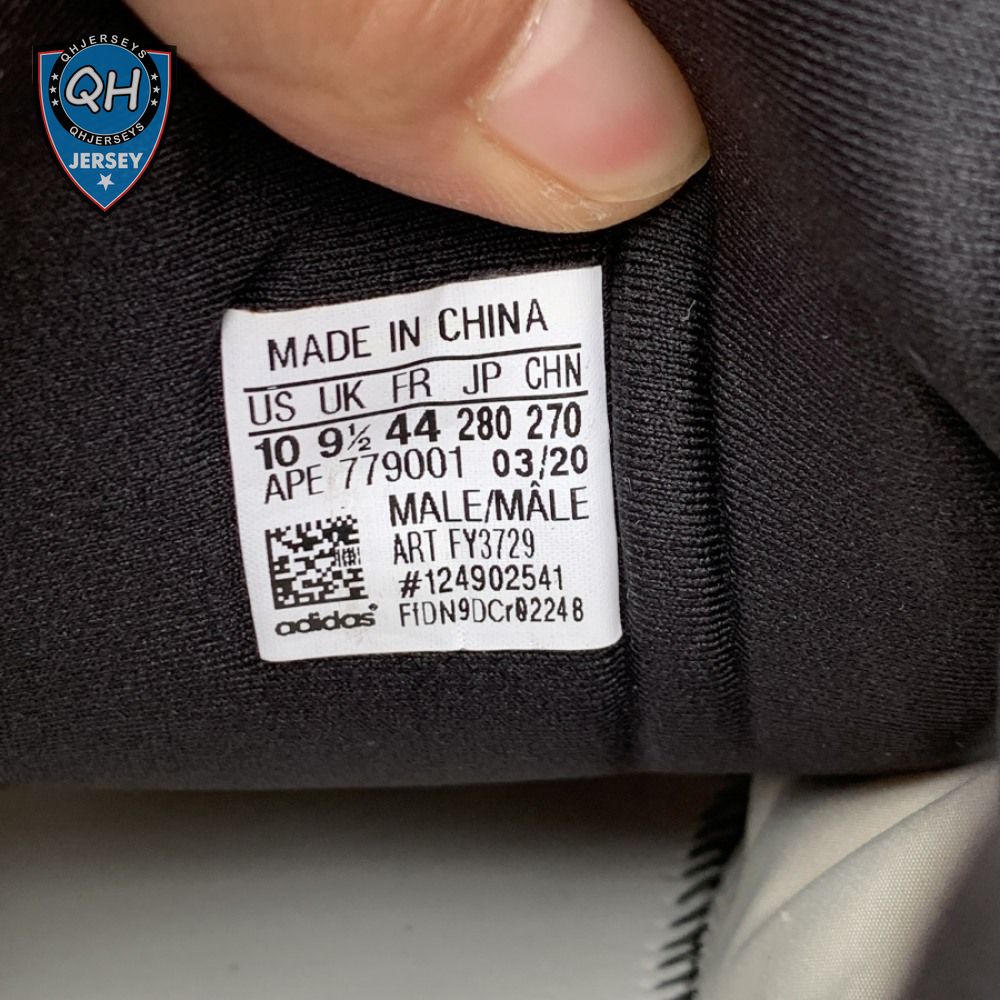 QHJERSEYS
QH
QHJERSEYS
JERSEY
MADE IN CHINA
US UK FR JP CHN
10 9½ 44 280 270
APE 779001 03/20
MALE/MÂLE
ART FY3729
#124902541
adidas